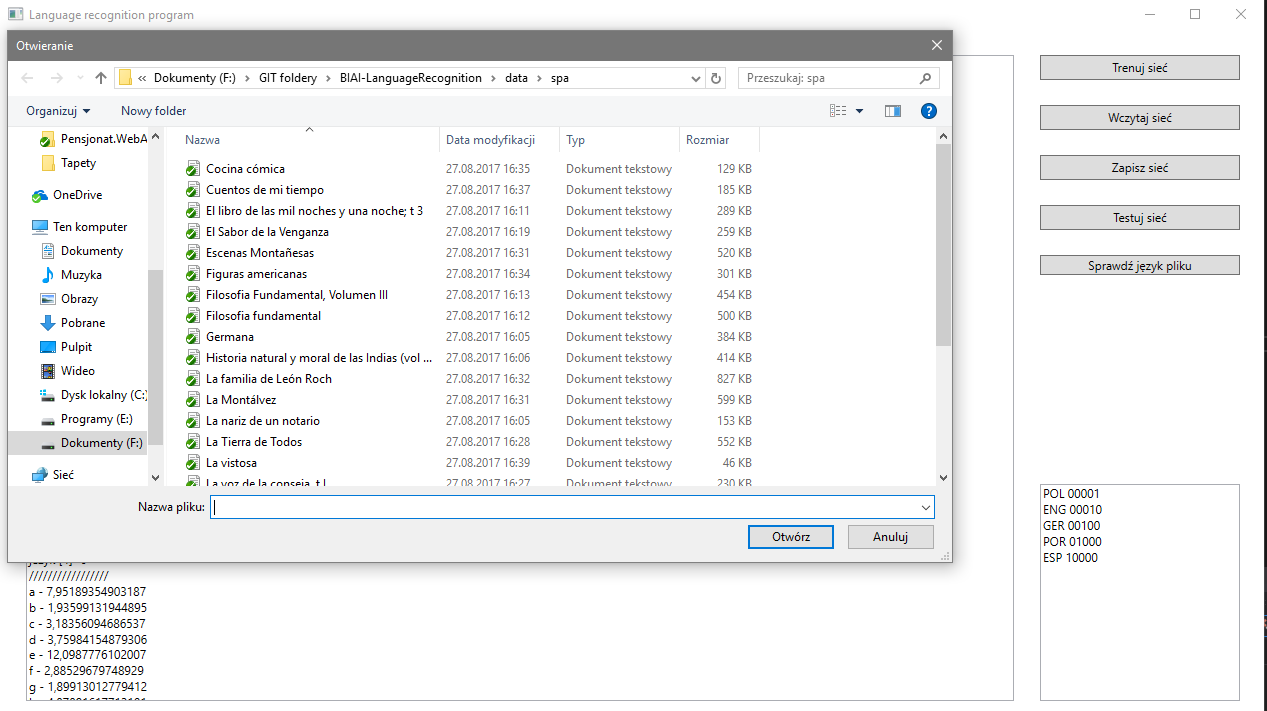 Language recognition program
Otwieranie
« Dokumenty (F:) › GIT foldery › BIAI-LanguageRecognition › data › spa
Przeszukaj: spa
Organizuj
Nowy folder
?
Pensjonat.WebA
Tapety
OneDrive
Ten komputer
Dokumenty
Muzyka
Obrazy
Pobrane
Pulpit
Wideo
Dysk lokalny (C:)
Programy (E:)
Dokumenty (F:)
Sieć
Nazwa Data modyfikacji Typ Rozmiar
Cocina cómica 27.08.2017 16:35 Dokument tekstowy 129 KB
Cuentos de mi tiempo 27.08.2017 16:37 Dokument tekstowy 185 KB
El libro de las mil noches y una noche; t 3 27.08.2017 16:11 Dokument tekstowy 289 KB
El Sabor de la Venganza 27.08.2017 16:19 Dokument tekstowy 259 KB
Escenas Montañesas 27.08.2017 16:31 Dokument tekstowy 520 KB
Figuras americanas 27.08.2017 16:34 Dokument tekstowy 301 KB
Filosofia Fundamental, Volumen III 27.08.2017 16:13 Dokument tekstowy 454 KB
Filosofia fundamental 27.08.2017 16:12 Dokument tekstowy 500 KB
Germana 27.08.2017 16:05 Dokument tekstowy 384 KB
Historia natural y moral de las Indias (vol ... 27.08.2017 16:06 Dokument tekstowy 414 KB
La familia de León Roch 27.08.2017 16:32 Dokument tekstowy 827 KB
La Montálvez 27.08.2017 16:31 Dokument tekstowy 599 KB
La nariz de un notario 27.08.2017 16:05 Dokument tekstowy 153 KB
La Tierra de Todos 27.08.2017 16:28 Dokument tekstowy 552 KB
La vistosa 27.08.2017 16:39 Dokument tekstowy 46 KB
La voz de la conseja, t I 27.08.2017 16:27 Dokument tekstowy 230 KB
Nazwa pliku:
Otwórz
Anuluj
/////////////////
a - 7,95189354903187
b - 1,93599131944895
c - 3,18356094686537
d - 3,75984154879306
e - 12,0987776102007
f - 2,88529679748929
g - 1,89913012779412
Trenuj sieć
Wczytaj sieć
Zapisz sieć
Testuj sieć
Sprawdź język pliku
POL 00001
ENG 00010
GER 00100
POR 01000
ESP 10000